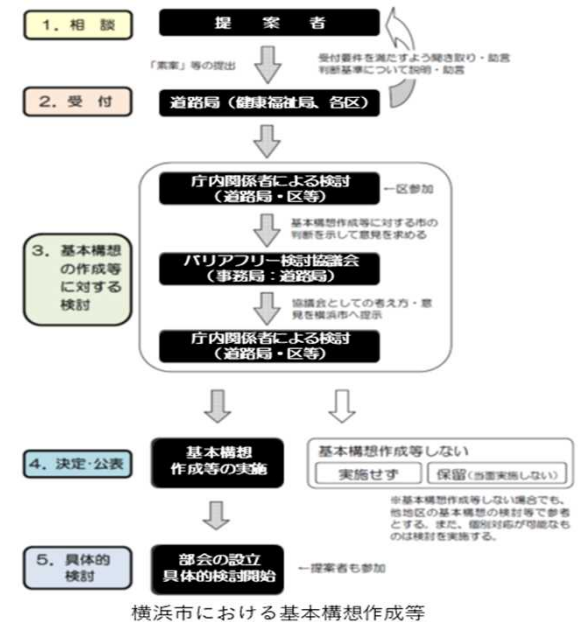 1．相　談
提　案　者
「素案」等の提出
受付要件を満たすよう聞き取り・助言
判断基準について説明・助言
2．受　付
道路局（健康福祉局、各区）
庁内関係者による検討
（道路局・区等）
←区参加
基本構想作成等に対する市の
判断を示して意見を求める
3．基本構想
の作成等
に対する
検討
バリアフリー検討協議会
（事務局：道路局）
協議会としての考え方・意
見を横浜市へ提示
庁内関係者による検討
（道路局・区等）
4．決定・公表
基本構想
作成等の実施
基本構想作成等しない
実施せず
保留（当面実施しない）
※基本構想作成等しない場合でも、
他地区の基本構想の検討等で参考
とする。また、個別対応が可能なも
のは検討を実施する。
5．具体的
検討
部会の設立
具体的検討開始
←提案者も参加
横浜市における基本構想作成等